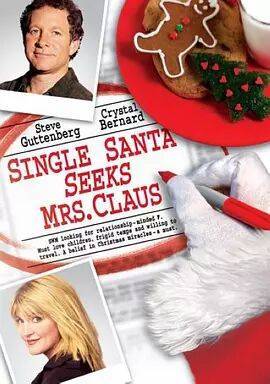 Steve
Guttenberg
Crystal
Bernard
SINGLE SANTA
SEEKS
MRS. CLAUS
SWM looking for relationship-minded F.
Must love children, frigid temps and willing to
travel. A belief in Christmas miracles - a must.